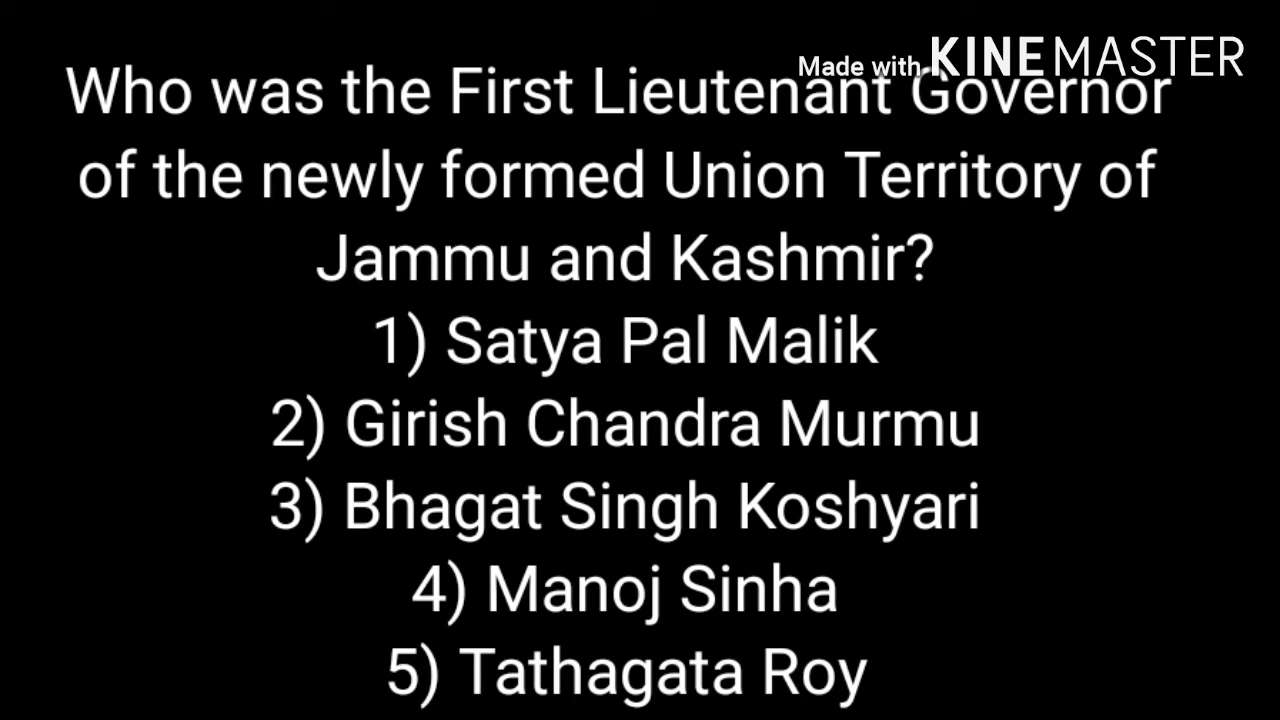 Made with KINEMASTER
Who was the First Lieutenant Governor
of the newly formed Union Territory of
Jammu and Kashmir?
1) Satya Pal Malik
2) Girish Chandra Murmu
3) Bhagat Singh Koshyari
4) Manoj Sinha
5) Tathagata Roy